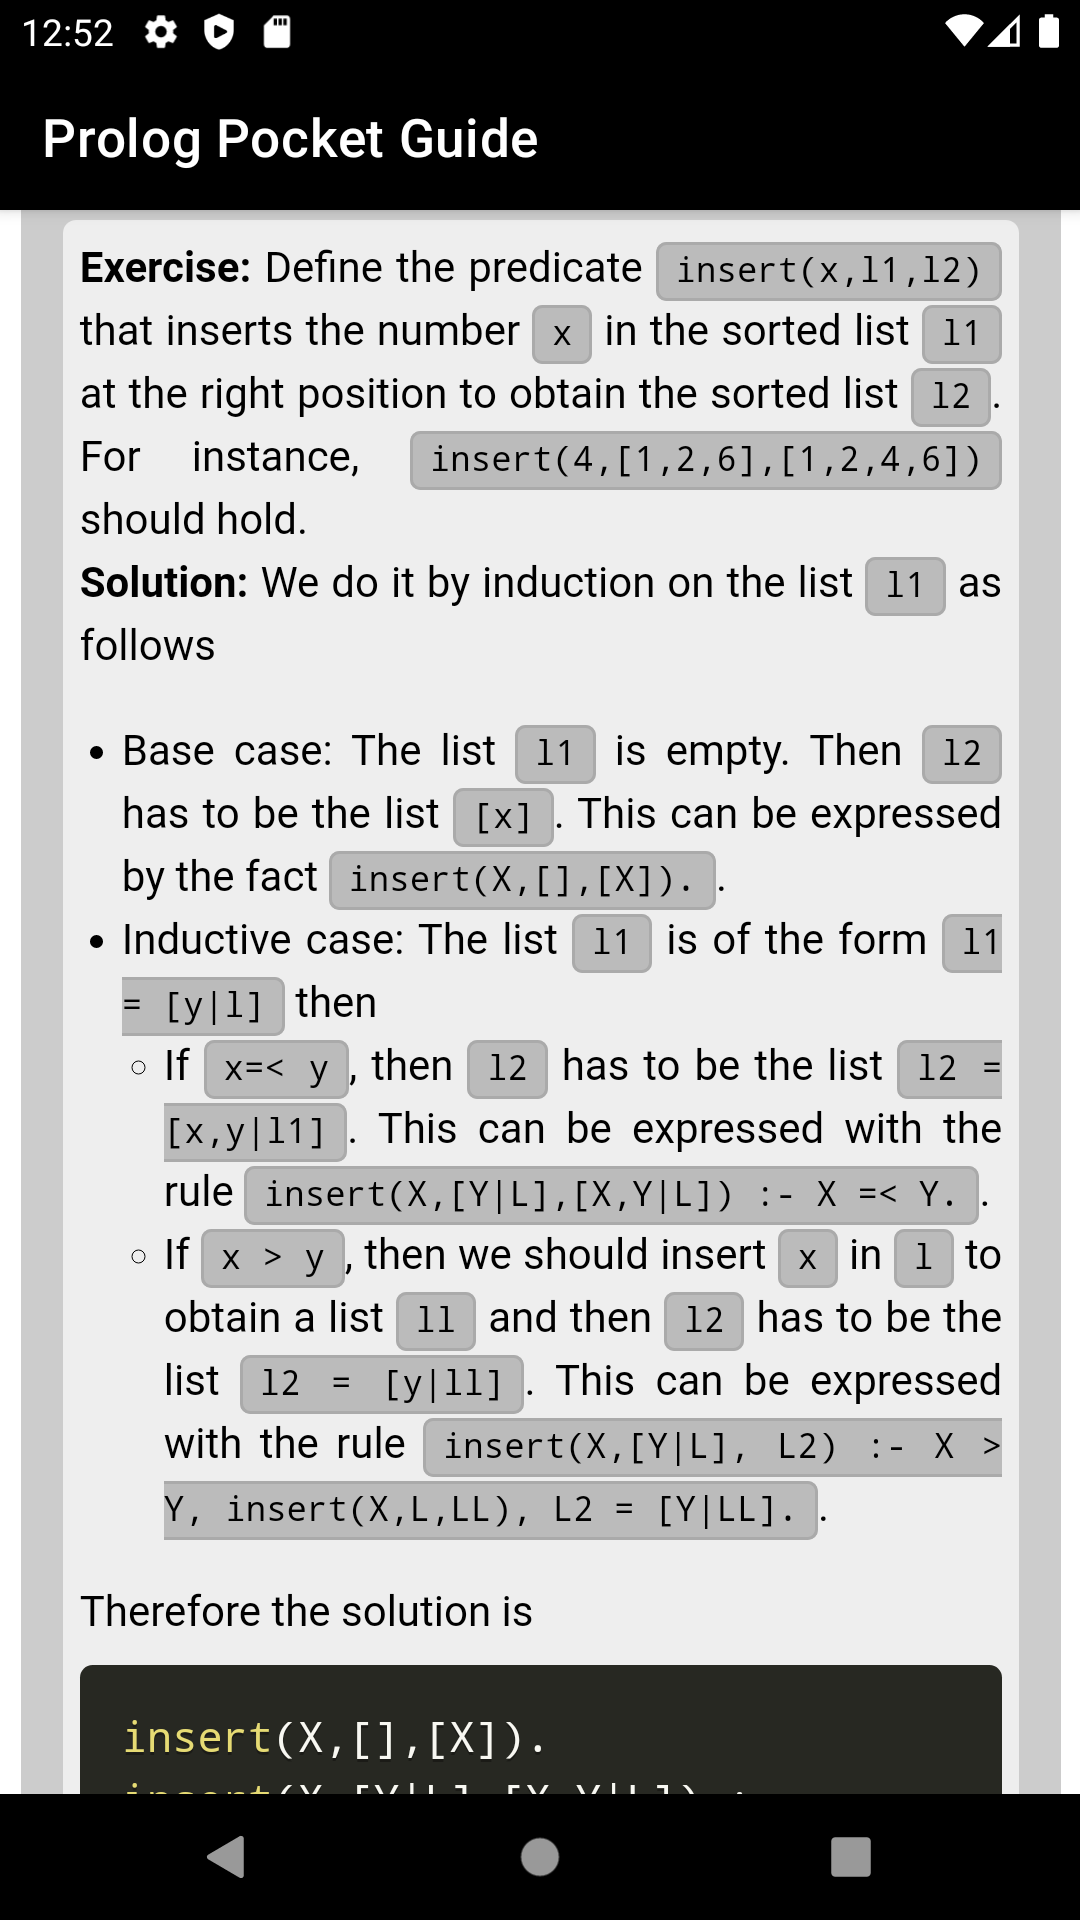 12:52
Prolog Pocket Guide
Exercise: Define the predicate insert(x,l1,l2)
that inserts the number x in the sorted list l1
at the right position to obtain the sorted list l2 .
For instance, insert(4,[1,2,6],[1,2,4,6])
should hold.
Solution: We do it by induction on the list l1 as
follows
• Base case: The list l1 is empty. Then l2
has to be the list [x] . This can be expressed
by the fact insert(X,[],[X]). .
• Inductive case: The list l1 is of the form l1
= [y|l] then
◦ If x=< y , then l2 has to be the list l2 =
[x,y|l1] . This can be expressed with the
rule insert(X,[Y|L],[X,Y|L]) :- X =< Y. .
◦ If x > y , then we should insert x in l to
obtain a list ll and then l2 has to be the
list l2 = [y|ll] . This can be expressed
with the rule insert(X,[Y|L], L2) :- X >
Y, insert(X,L,LL), L2 = [Y|LL]. .
Therefore the solution is
insert(X,[],[X]).
insert(X,[Y|L],[X,Y|L]) :